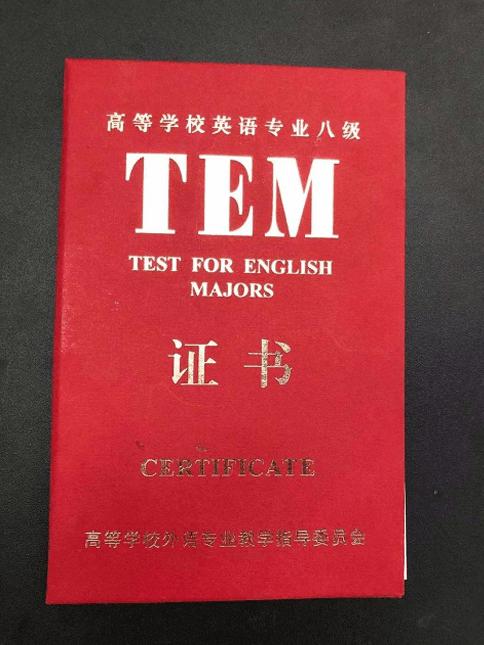 高等学校英语专业八级
TEM
TEST FOR ENGLISH
MAJORS
证书
CERTIFICATE
高等学校外语专业教学指导委员会